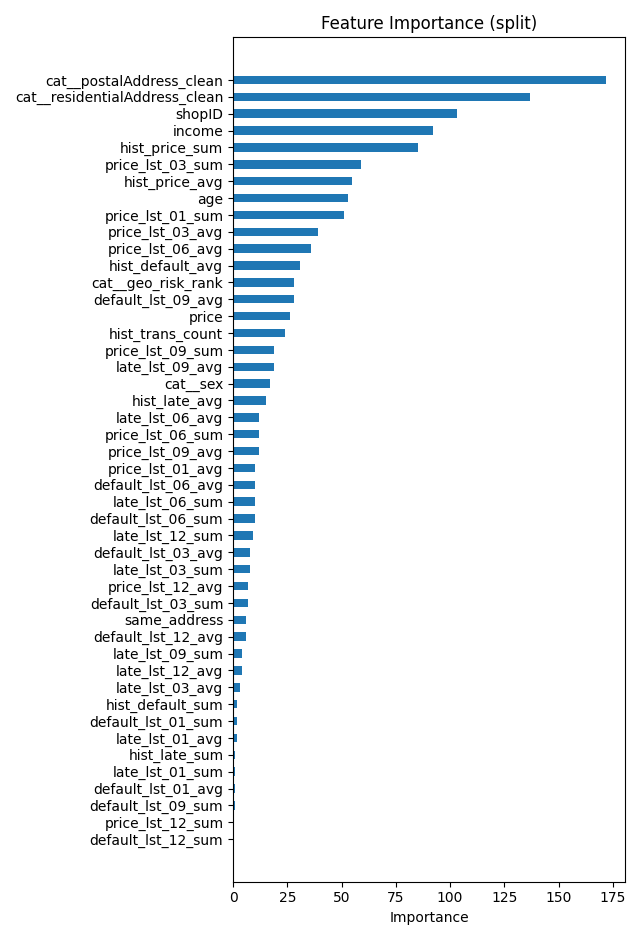 Feature Importance (split)
cat__postalAddress_clean
cat__residentialAddress_clean
shopID
income
hist_price_sum
price_lst_03_sum
hist_price_avg
age
price_lst_01_sum
price_lst_03_avg
price_lst_06_avg
hist_default_avg
cat__geo_risk_rank
default_lst_09_avg
price
hist_trans_count
price_lst_09_sum
late_lst_09_avg
cat__sex
hist_late_avg
late_lst_06_avg
price_lst_06_sum
price_lst_09_avg
price_lst_01_avg
default_lst_06_avg
late_lst_06_sum
default_lst_06_sum
late_lst_12_sum
default_lst_03_avg
late_lst_03_sum
price_lst_12_avg
default_lst_03_sum
same_address
default_lst_12_avg
late_lst_09_sum
late_lst_12_avg
late_lst_03_avg
hist_default_sum
default_lst_01_sum
late_lst_01_avg
hist_late_sum
late_lst_01_sum
default_lst_01_avg
default_lst_09_sum
price_lst_12_sum
default_lst_12_sum
0 25 50 75 100 125 150 175
Importance